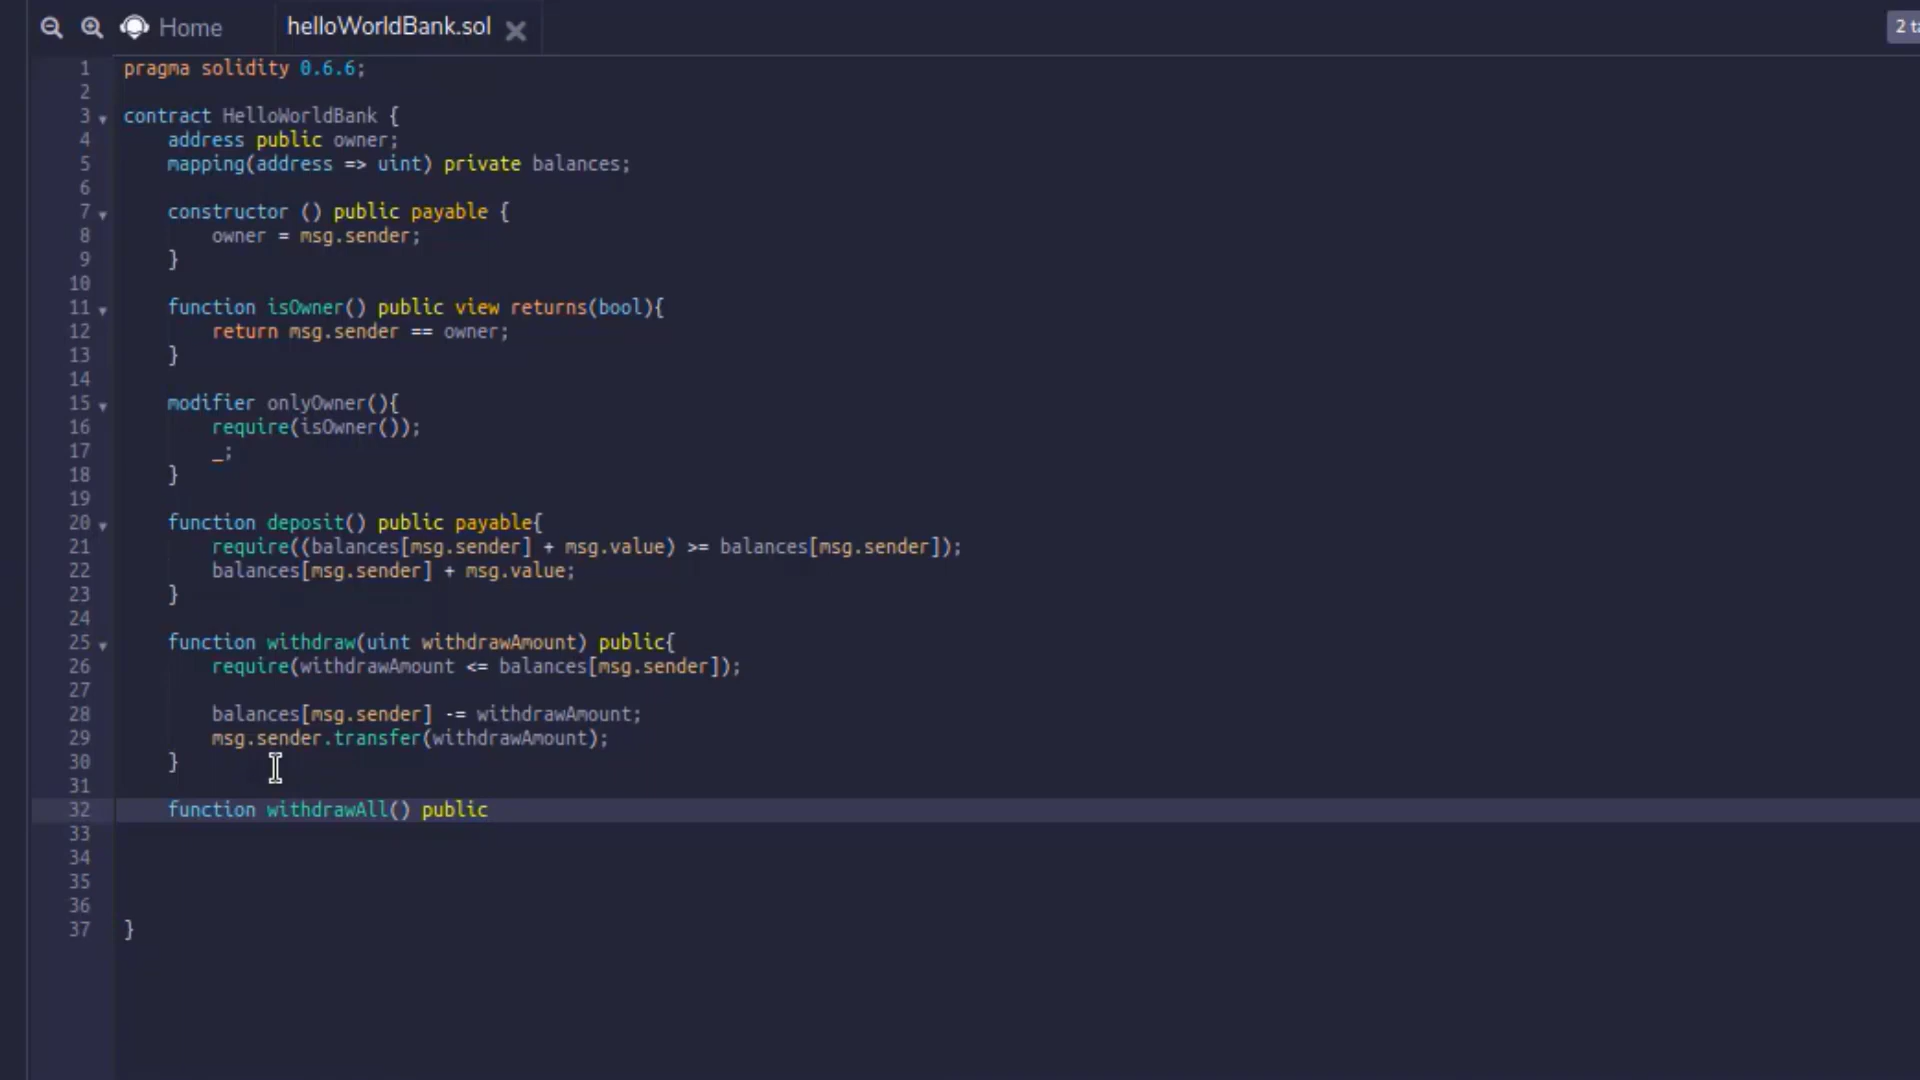 Home
helloWorldBank.sol
2 ta
1 pragma solidity 0.6.6;
2
3 contract HelloWorldBank {
4 address public owner;
5 mapping(address => uint) private balances;
6
7 constructor () public payable {
8 owner = msg.sender;
9 }
10
11 function isOwner() public view returns(bool){
12 return msg.sender == owner;
13 }
14
15 modifier onlyOwner(){
16 require(isOwner());
17 _;
18 }
19
20 function deposit() public payable{
21 require((balances[msg.sender] + msg.value) >= balances[msg.sender]);
22 balances[msg.sender] + msg.value;
23 }
24
25 function withdraw(uint withdrawAmount) public{
26 require(withdrawAmount <= balances[msg.sender]);
27
28 balances[msg.sender] -= withdrawAmount;
29 msg.sender.transfer(withdrawAmount);
30 }
31
32 function withdrawAll() public
33
34
35
36
37 }